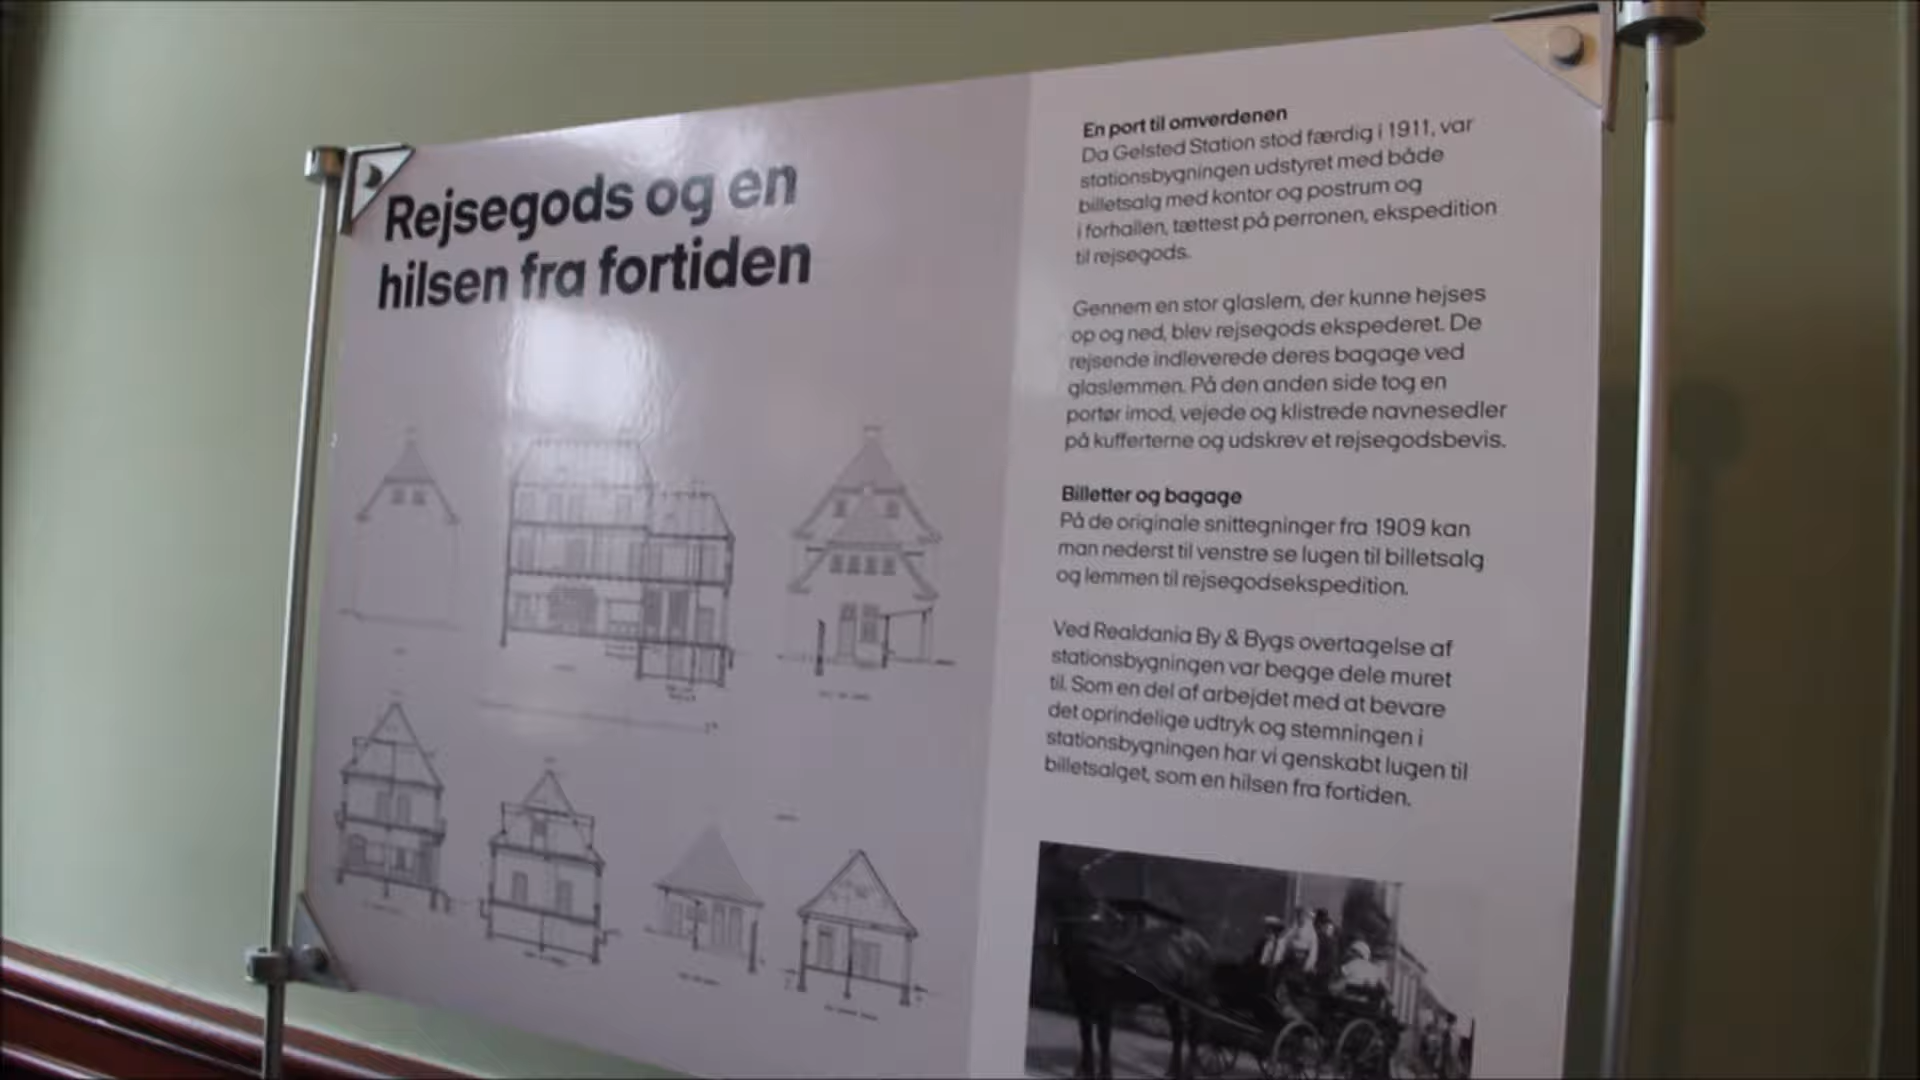 Rejsegods og en
hilsen fra fortiden
En port til omverdenen
Da Gelsted Station stod færdig i 1911, var
stationsbygningen udstyret med både
billetsalg med kontor og postrum og
i forhallen, tættest på perronen, ekspedition
til rejsegods.
Gennem en stor glaslem, der kunne hejses
op og ned, blev rejsegods ekspederet. De
rejsende indleverede deres bagage ved
glaslemmen. På den anden side tog en
portør imod, vejede og klistrede navnesedler
på kufferterne og udskrev et rejsegodsbevis.
Billetter og bagage
På de originale snittegninger fra 1909 kan
man nederst til venstre se lugen til billetsalg
og lemmen til rejsegodsekspedition.
Ved Realdania By & Bygs overtagelse af
stationsbygningen var begge dele muret
til. Som en del af arbejdet med at bevare
det oprindelige udtryk og stemningen i
stationsbygningen har vi genskabt lugen til
billetsalget, som en hilsen fra fortiden.